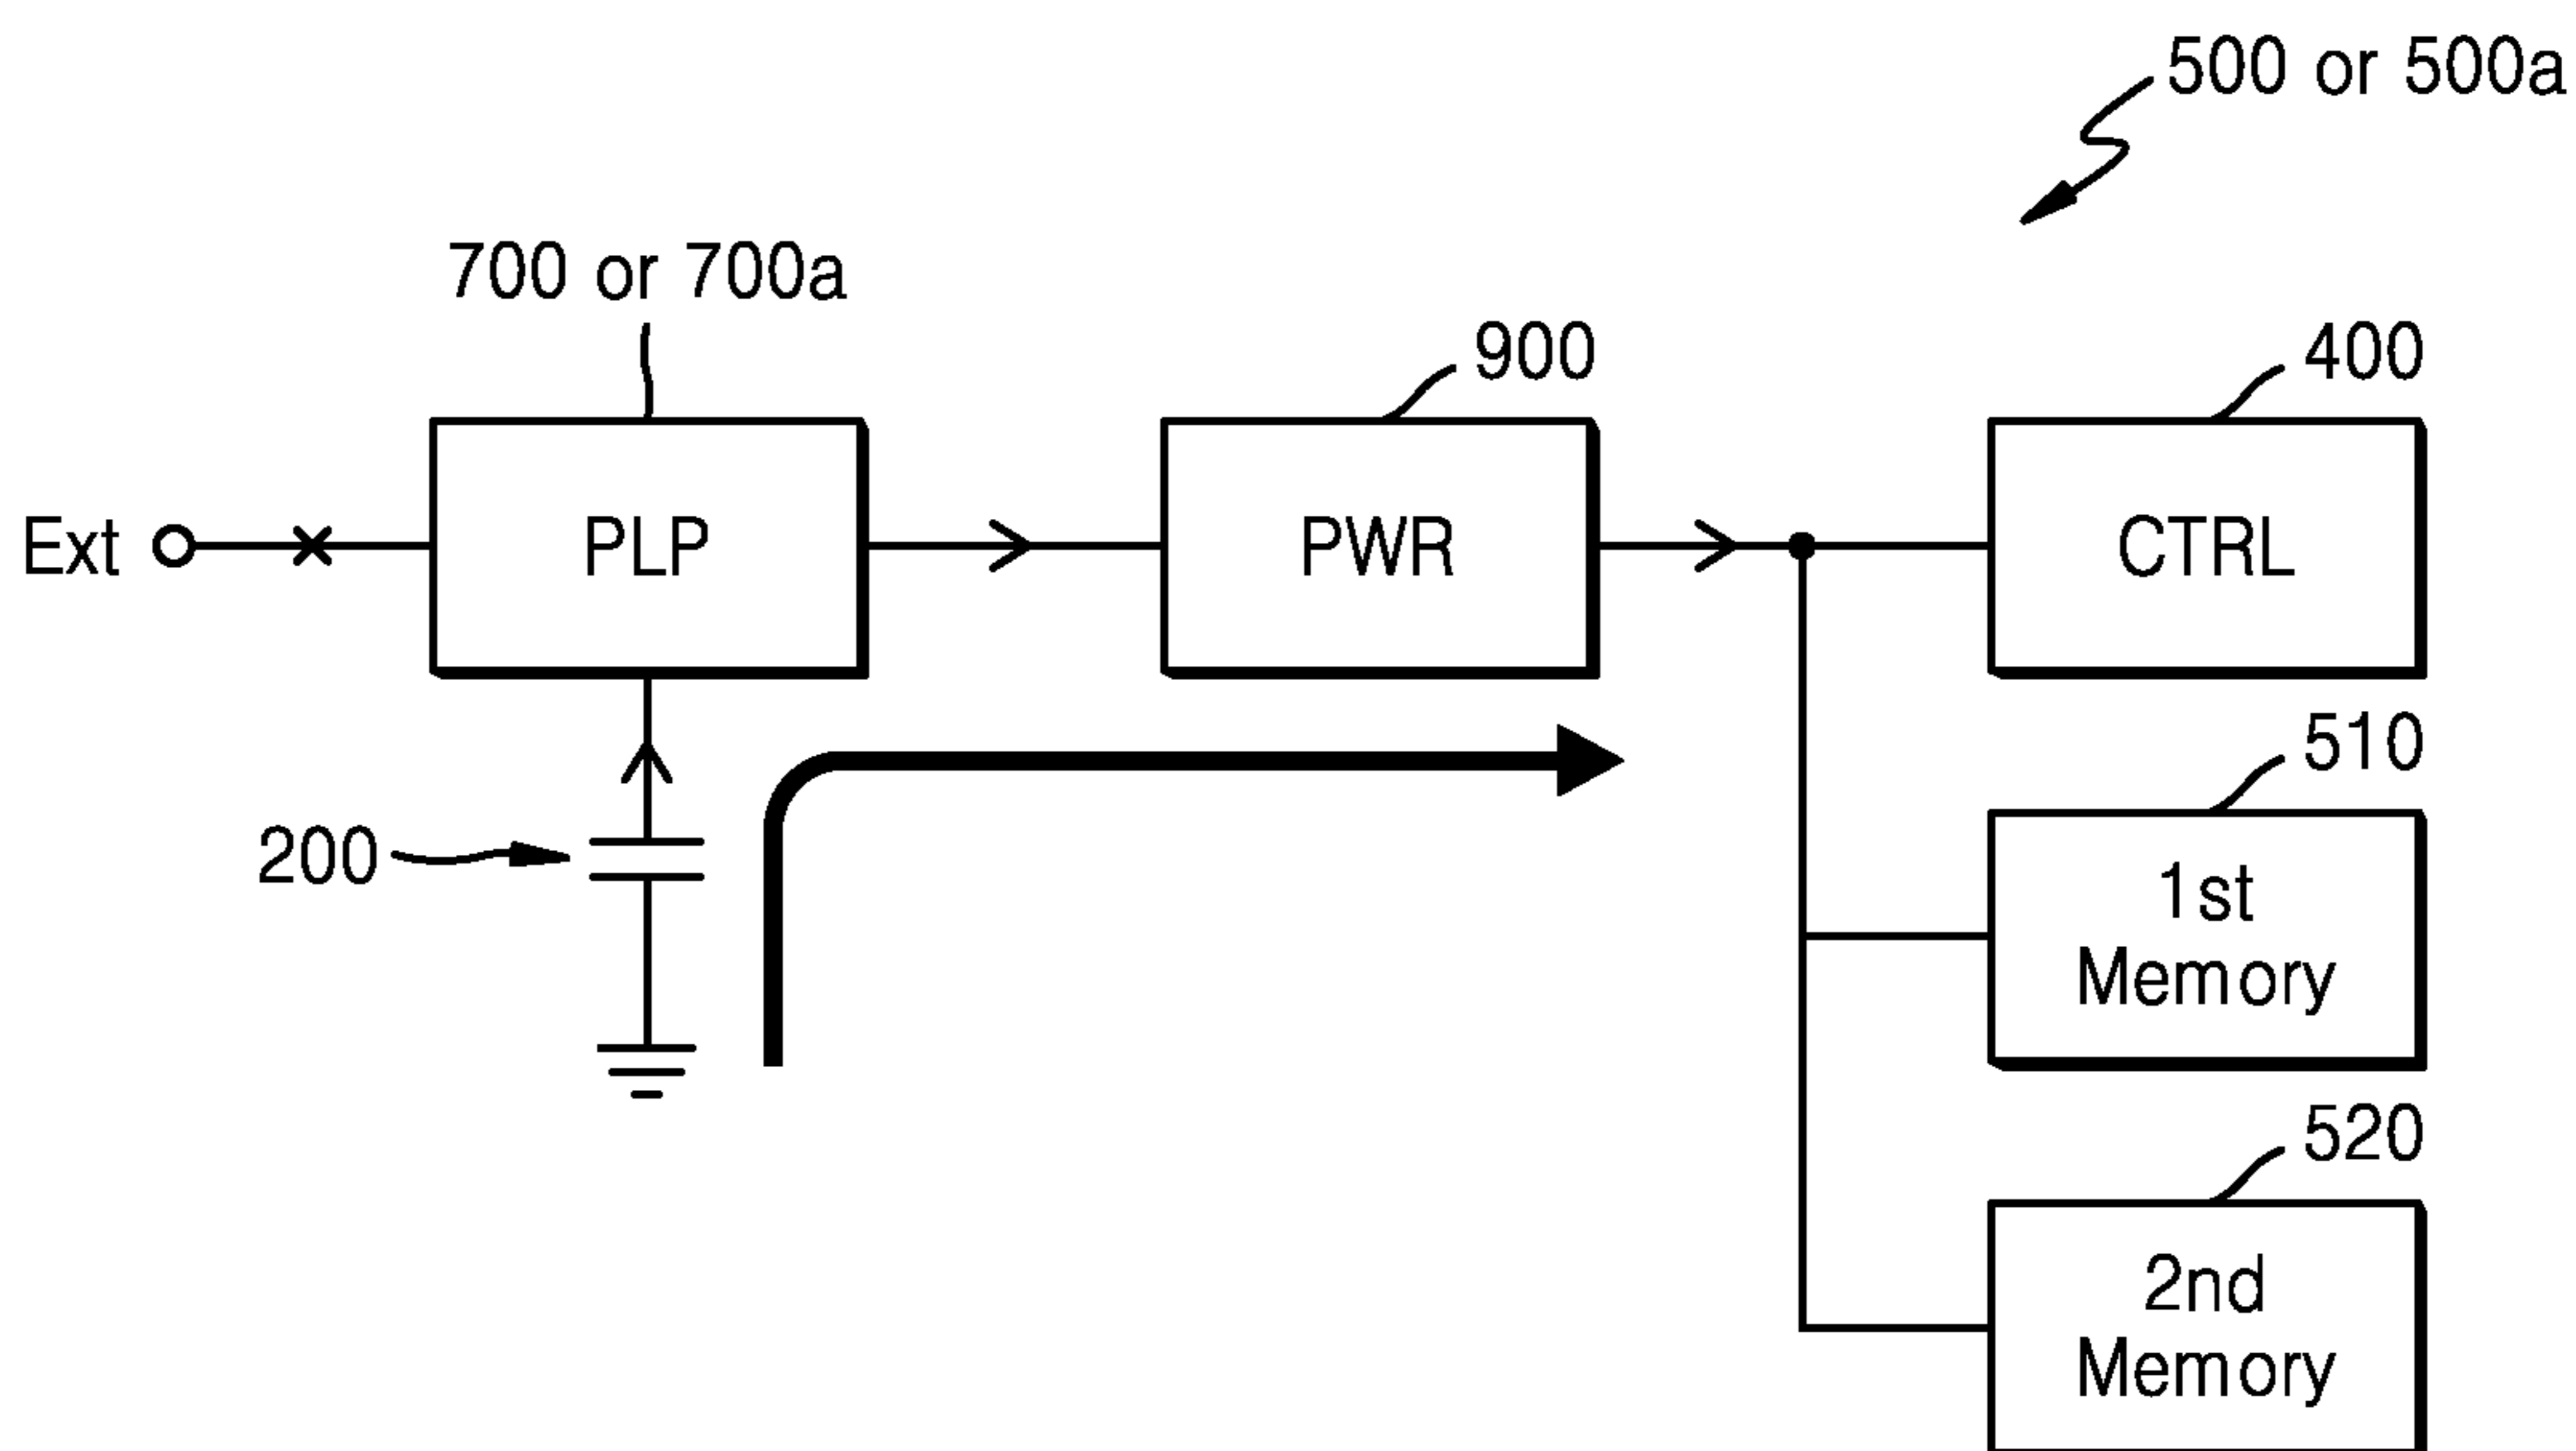 500 or 500a
700 or 700a
900
400
Ext
PLP
PWR
CTRL
510
200
1st
Memory
520
2nd
Memory